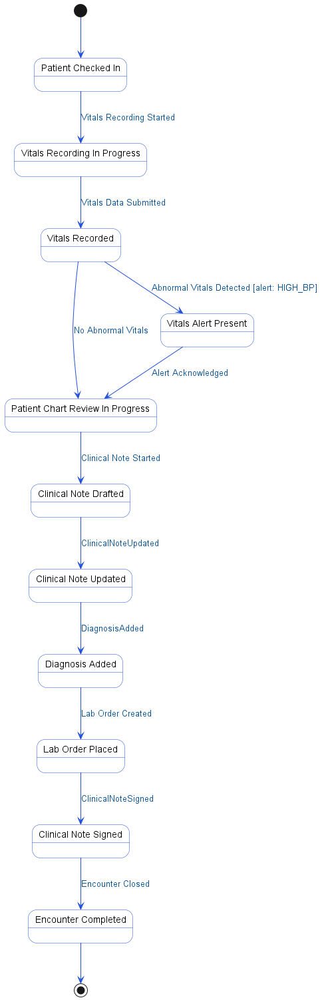 Patient Checked In
Vitals Recording Started
Vitals Recording In Progress
Vitals Data Submitted
Vitals Recorded
Abnormal Vitals Detected [alert: HIGH_BP]
Vitals Alert Present
No Abnormal Vitals
Alert Acknowledged
Patient Chart Review In Progress
Clinical Note Started
Clinical Note Drafted
ClinicalNoteUpdated
Clinical Note Updated
DiagnosisAdded
Diagnosis Added
Lab Order Created
Lab Order Placed
ClinicalNoteSigned
Clinical Note Signed
Encounter Closed
Encounter Completed